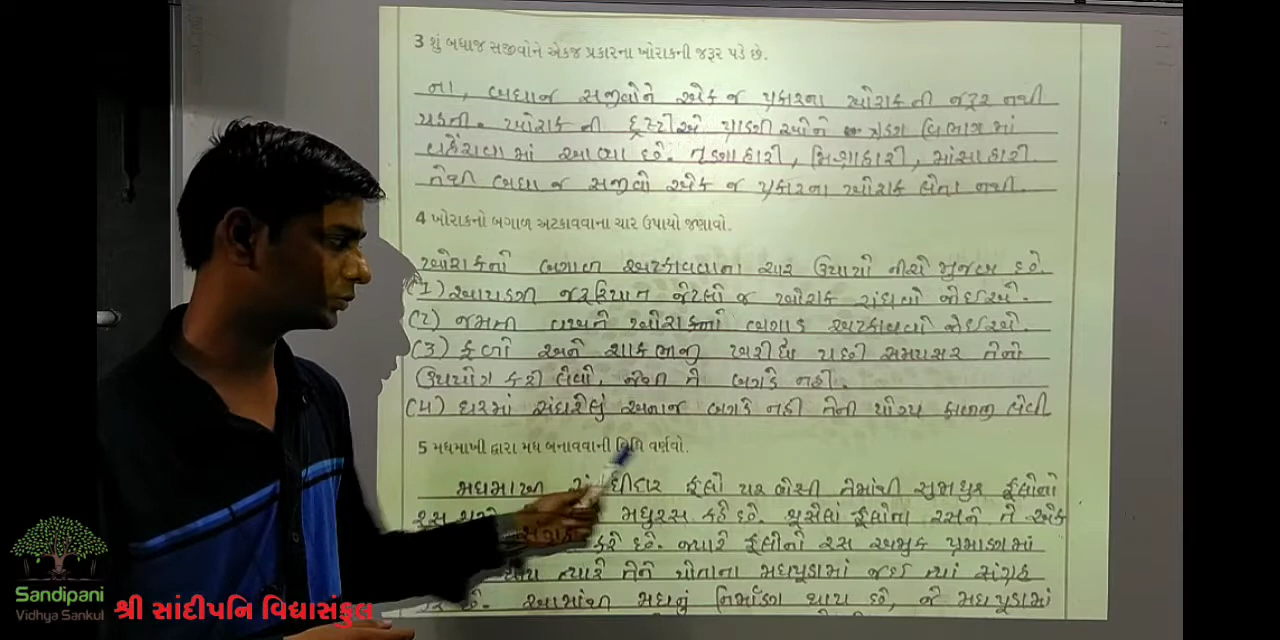 3 શું બધાજ સજીવોને એકજ પ્રકારના ખોરાકની જરૂર પડે છે.
ના, બધાજ સજીવોને એક જ પ્રકારના ખોરાક ની જરૂર નથી
પડતી. ખોરાક ની દ્રષ્ટીએ પ્રાણી ઓને ત્રણ વિભાગ માં
વહેંચવા માં આવ્યા છે. તૃણાહારી, મિશ્રાહારી, માંસાહારી.
તેથી બધા જ સજીવો એક જ પ્રકારના ખોરાક લેતા નથી.
4 ખોરાકનો બગાળ અટકાવવાના ચાર ઉપાયો જણાવો.
ખોરાકનો બગાળ અટકાવવાના ચાર ઉપાયો નીચે મુજબ છે.
(1) આપણી જરૂરિયાત જેટલો જ ખોરાક રાંધવો જોઈએ.
(2) જમતી વખતે ખોરાકનો બગાડ અટકાવવો જોઈએ.
(3) ફળો અને શાકભાજી ખરીદ્યા પછી સમયસર તેનો
ઉપયોગ કરી લેવો. જેથી તે બગડે નહી.
(4) ઘરમાં સંઘરેલું અનાજ બગડે નહી તેની યોગ્ય કાળજી લેવી
5 મધમાખી દ્વારા મધ બનાવવાની વિધિ વર્ણવો.
મધમાખી ફૂલો પર બેસી તેમાંથી સુમધુર ફૂલોનો
રસ મધુરસ કહે છે. ચૂસેલાં ફૂલોના રસને તે એક
કરે છે. જ્યારે ફૂલોનો રસ અમુક પ્રમાણમાં
ત્યારે તેને પોતાના મધપૂડામાં જઈ ત્યાં સંગ્રહ
છે. આમાંથી મધનું નિર્માણ થાય છે, જે મધપૂડામાં
Sandipani
Vidhya Sankul
શ્રી સાંદીપનિ વિદ્યાસંકુલ